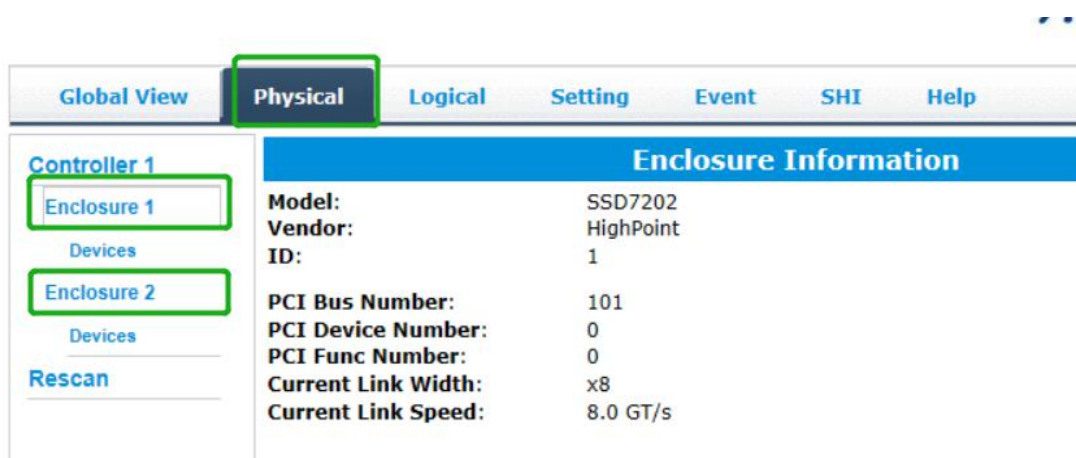 Global View Physical Logical Setting Event SHI Help
Controller 1
Enclosure 1
Devices
Enclosure 2
Devices
Rescan
Enclosure Information
Model: SSD7202
Vendor: HighPoint
ID: 1
PCI Bus Number: 101
PCI Device Number: 0
PCI Func Number: 0
Current Link Width: x8
Current Link Speed: 8.0 GT/s